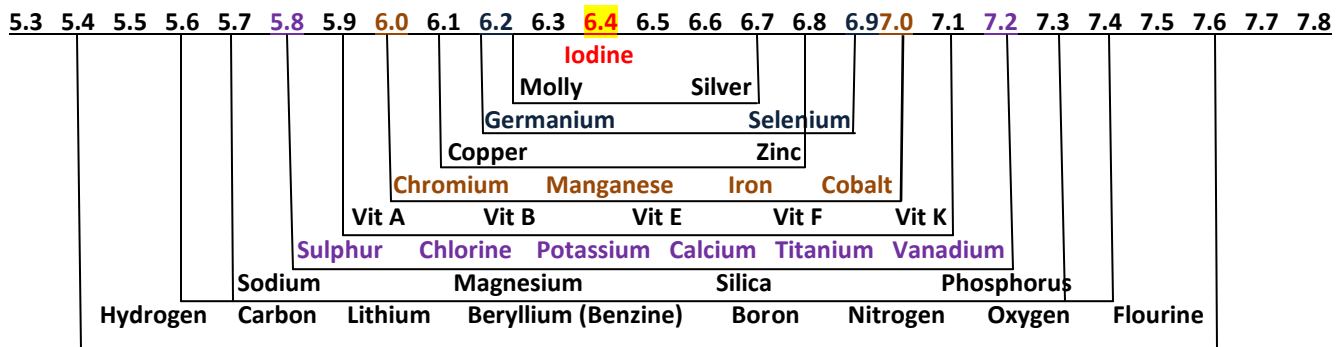 5.3 5.4 5.5 5.6 5.7 5.8 5.9 6.0 6.1 6.2 6.3 6.4 6.5 6.6 6.7 6.8 6.9 7.0 7.1 7.2 7.3 7.4 7.5 7.6 7.7 7.8
Iodine
Molly Silver
Germanium Selenium
Copper Zinc
Chromium Manganese Iron Cobalt
Vit A Vit B Vit E Vit F Vit K
Sulphur Chlorine Potassium Calcium Titanium Vanadium
Sodium Magnesium Silica Phosphorus
Hydrogen Carbon Lithium Beryllium (Benzine) Boron Nitrogen Oxygen Flourine